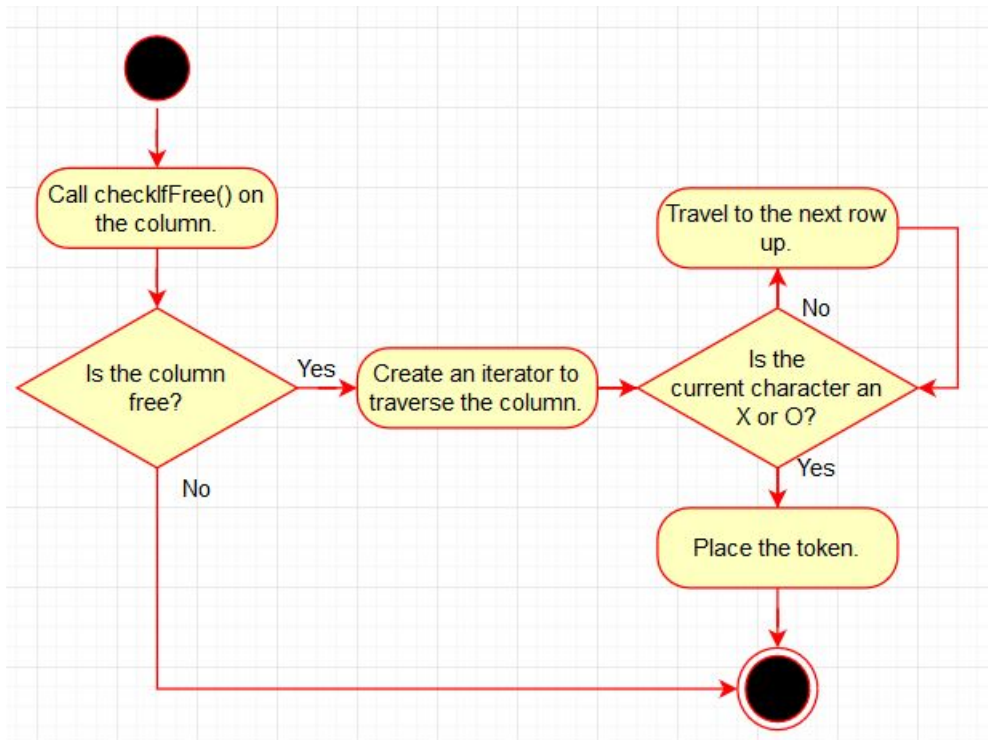 Call checkIfFree() on
the column.
Is the column
free?
Yes
No
Create an iterator to
traverse the column.
Travel to the next row
up.
No
Is the
current character an
X or O?
Yes
Place the token.